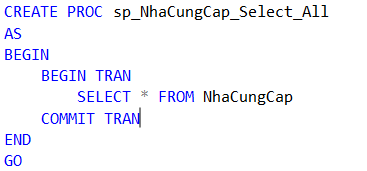 CREATE PROC sp_NhaCungCap_Select_All
AS
BEGIN
BEGIN TRAN
SELECT * FROM NhaCungCap
COMMIT TRAN
END
GO